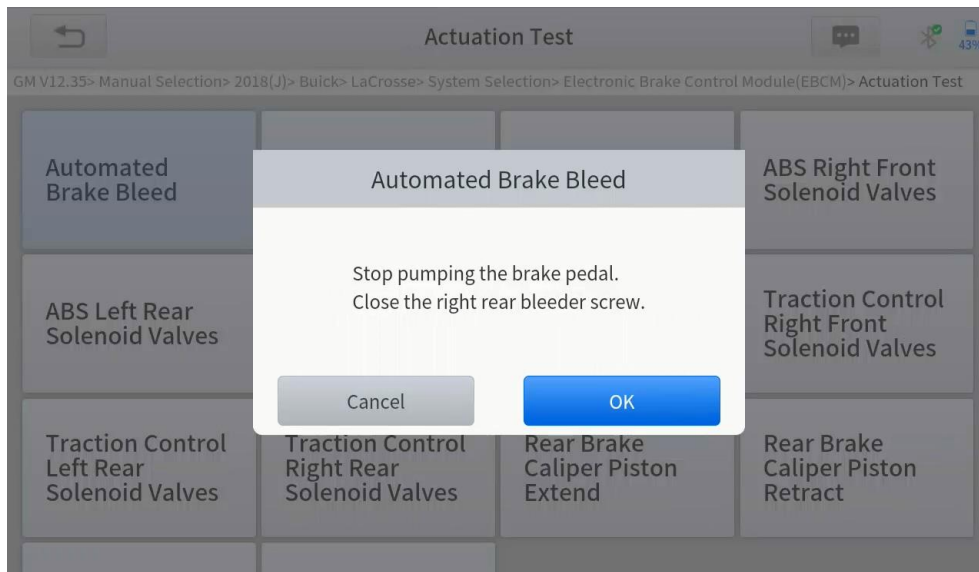 Actuation Test
43%
GM V12.35> Manual Selection> 2018(J)> Buick> LaCrosse> System Selection> Electronic Brake Control Module(EBCM)> Actuation Test
Automated
Brake Bleed
ABS Right Front
Solenoid Valves
Automated Brake Bleed
Stop pumping the brake pedal.
Close the right rear bleeder screw.
Cancel
OK
ABS Left Rear
Solenoid Valves
Traction Control
Right Front
Solenoid Valves
Traction Control
Left Rear
Solenoid Valves
Traction Control
Right Rear
Solenoid Valves
Rear Brake
Caliper Piston
Extend
Rear Brake
Caliper Piston
Retract